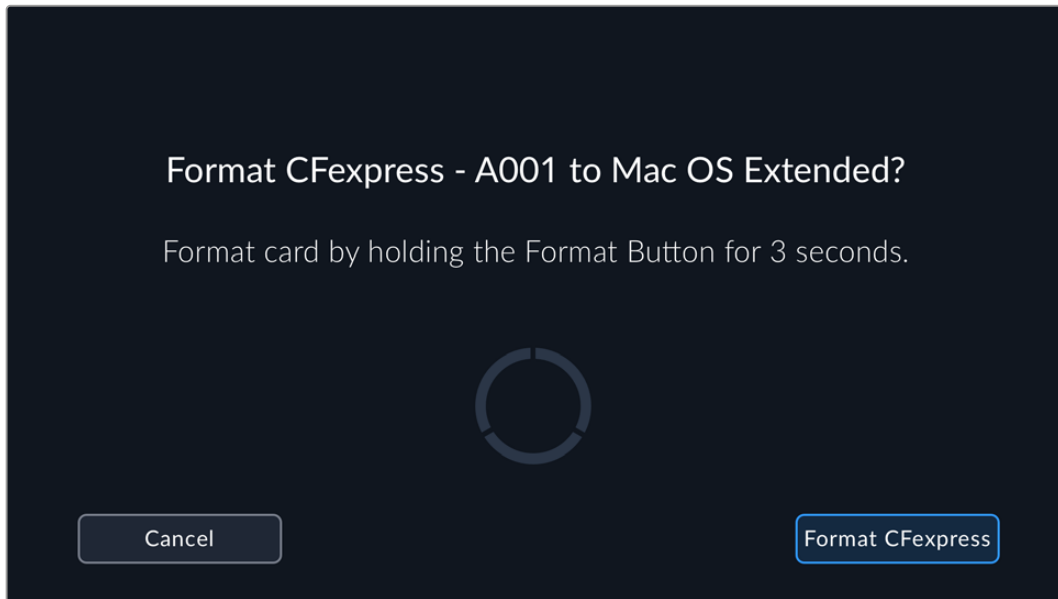 Format CFexpress - A001 to Mac OS Extended?
Format card by holding the Format Button for 3 seconds.
Cancel
Format CFexpress